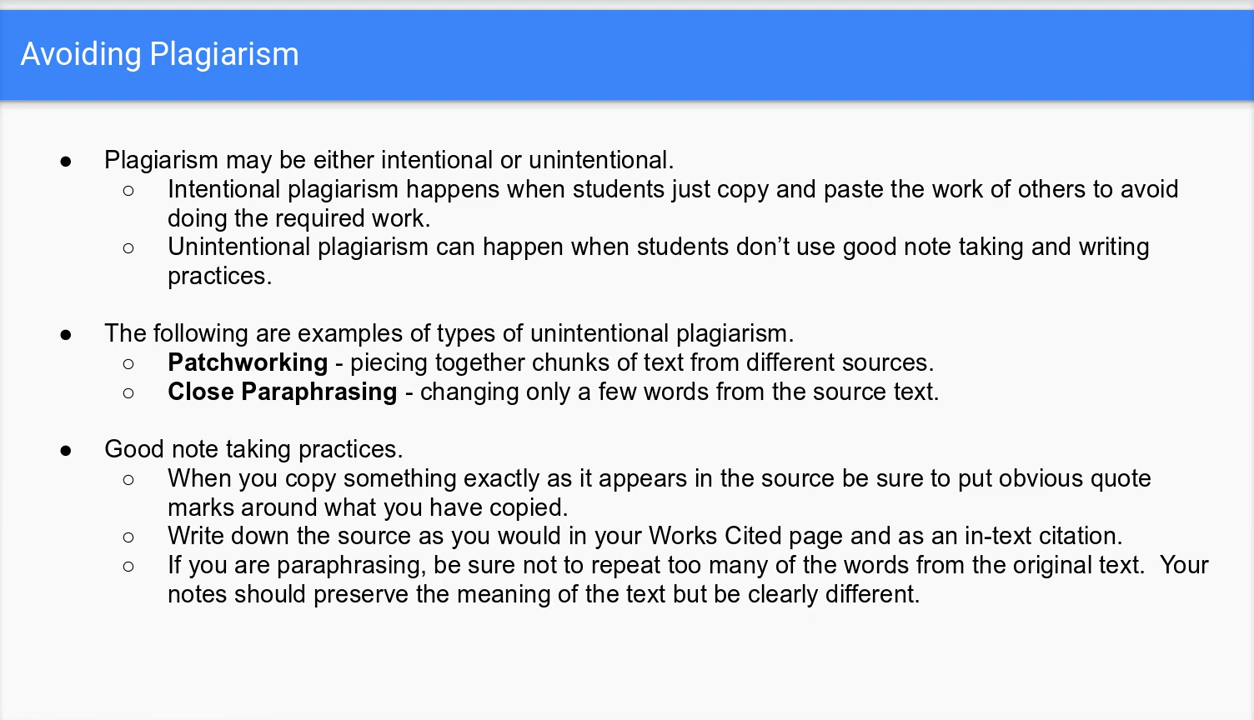 Avoiding Plagiarism
● Plagiarism may be either intentional or unintentional.
○ Intentional plagiarism happens when students just copy and paste the work of others to avoid
doing the required work.
○ Unintentional plagiarism can happen when students don’t use good note taking and writing
practices.
● The following are examples of types of unintentional plagiarism.
○ Patchworking - piecing together chunks of text from different sources.
○ Close Paraphrasing - changing only a few words from the source text.
● Good note taking practices.
○ When you copy something exactly as it appears in the source be sure to put obvious quote
marks around what you have copied.
○ Write down the source as you would in your Works Cited page and as an in-text citation.
○ If you are paraphrasing, be sure not to repeat too many of the words from the original text.  Your
notes should preserve the meaning of the text but be clearly different.